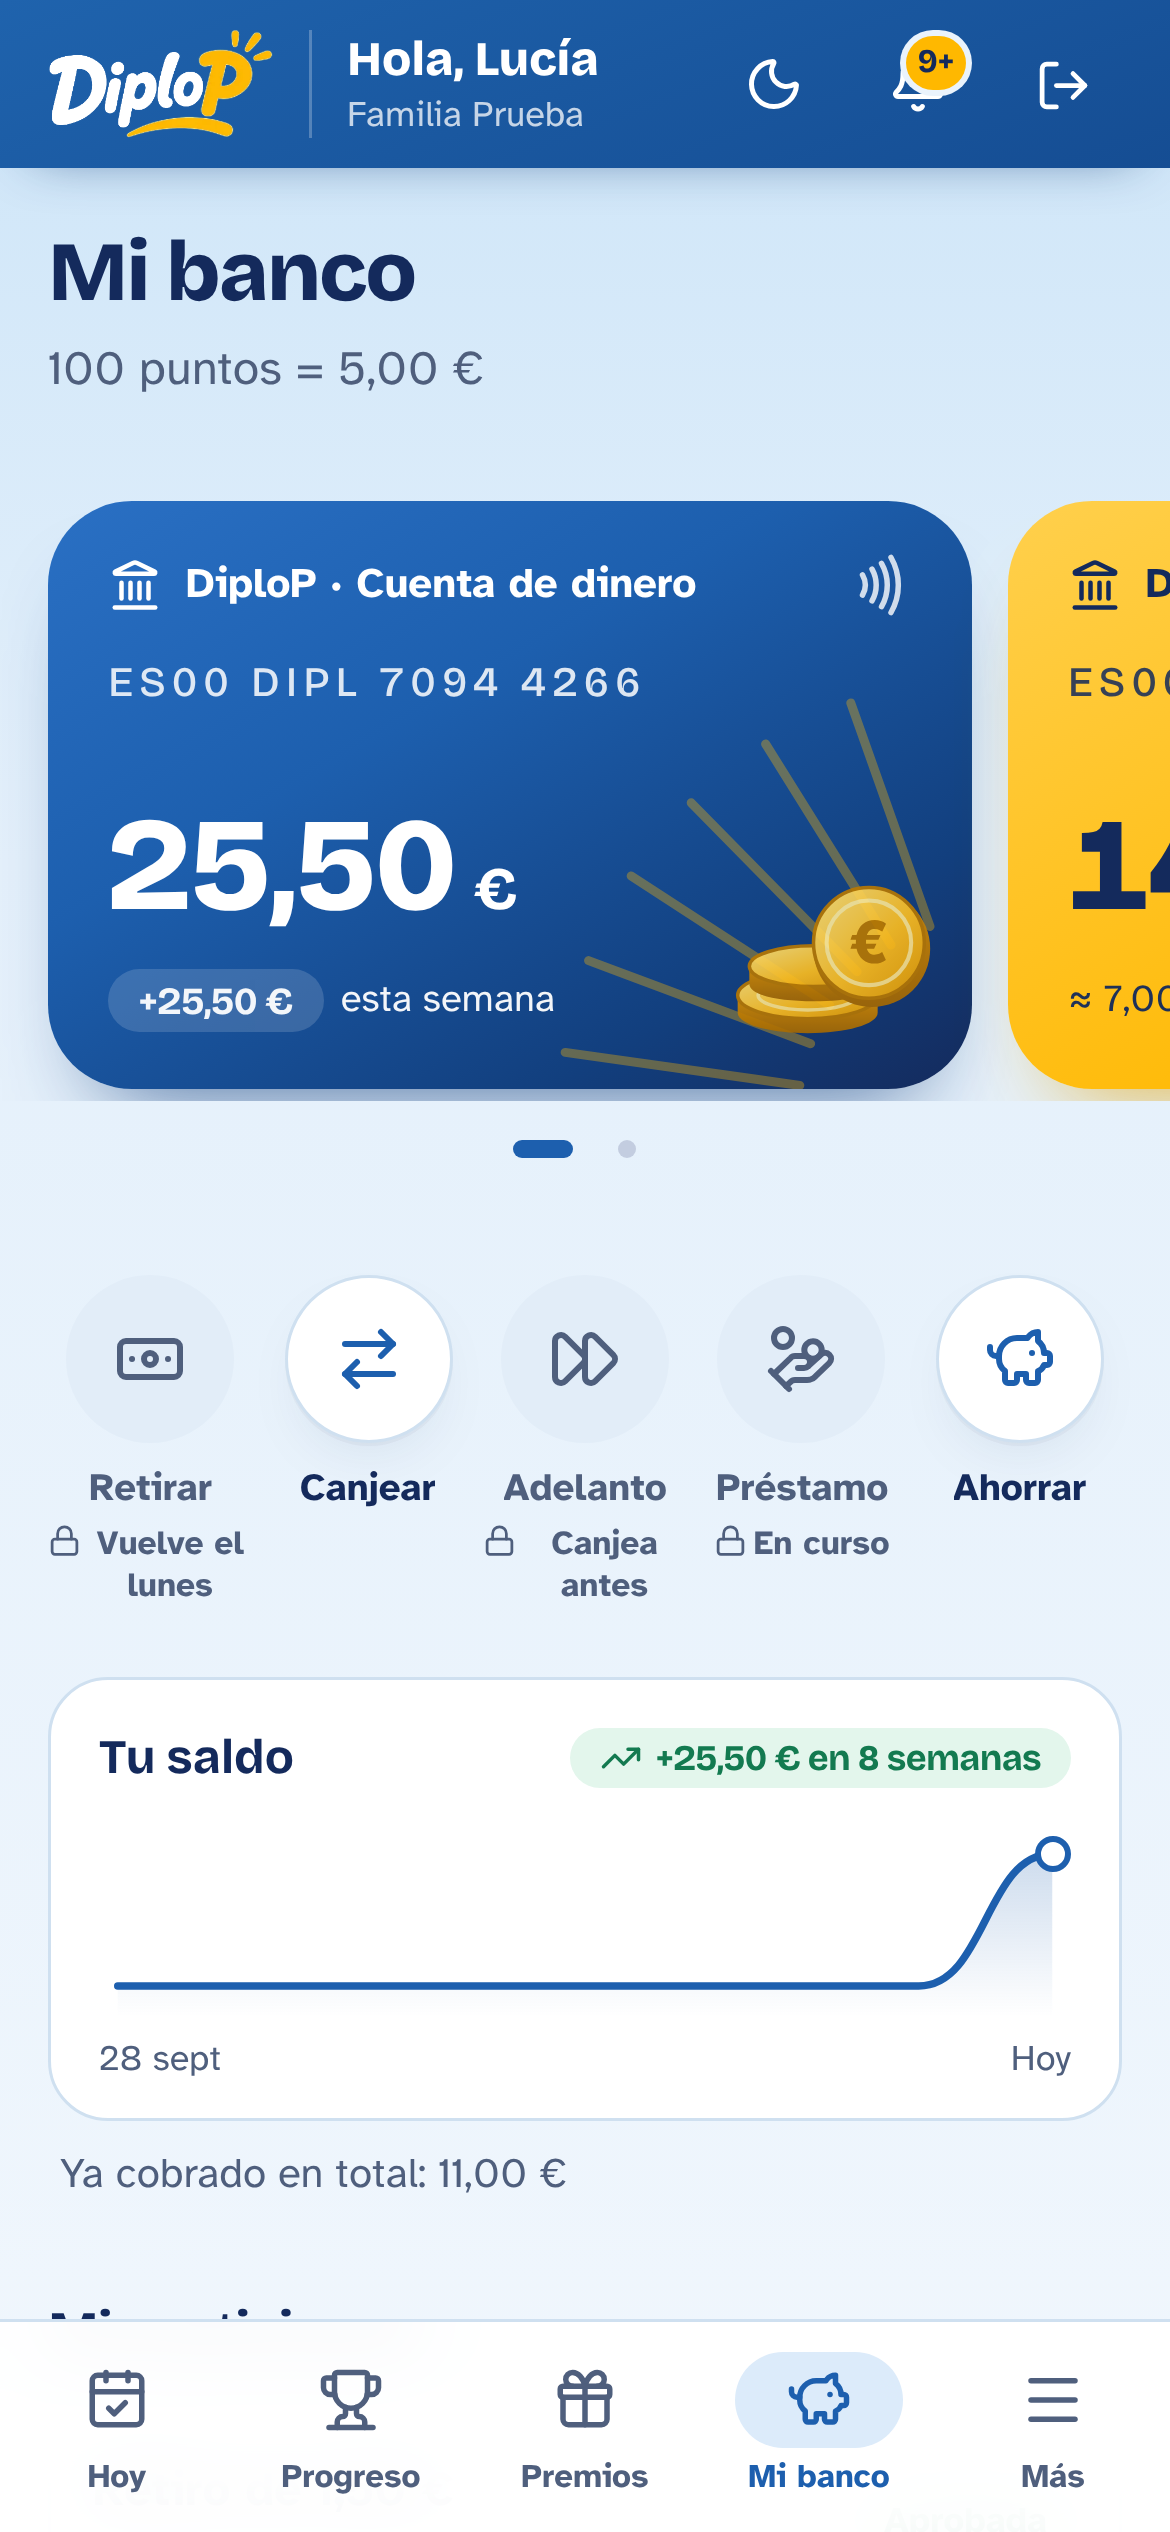 DiploP
Hola, Lucía
Familia Prueba
9+
Mi banco
100 puntos = 5,00 €
DiploP · Cuenta de dinero
ES00 DIPL 7094 4266
25,50 €
€
+25,50 € esta semana
≈ 7,00
Retirar
Canjear
Adelanto
Préstamo
Ahorrar
Vuelve el
lunes
Canjea
antes
En curso
Tu saldo
+25,50 € en 8 semanas
28 sept
Hoy
Ya cobrado en total: 11,00 €
Hoy
Progreso
Premios
Mi banco
Más
Aprobada